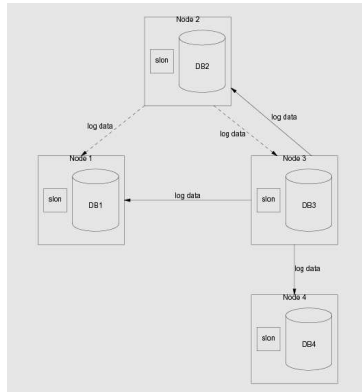 Node 2
slon
DB2
log data
log data
log data
Node 1
slon
DB1
log data
Node 3
slon
DB3
log data
Node 4
slon
DB4